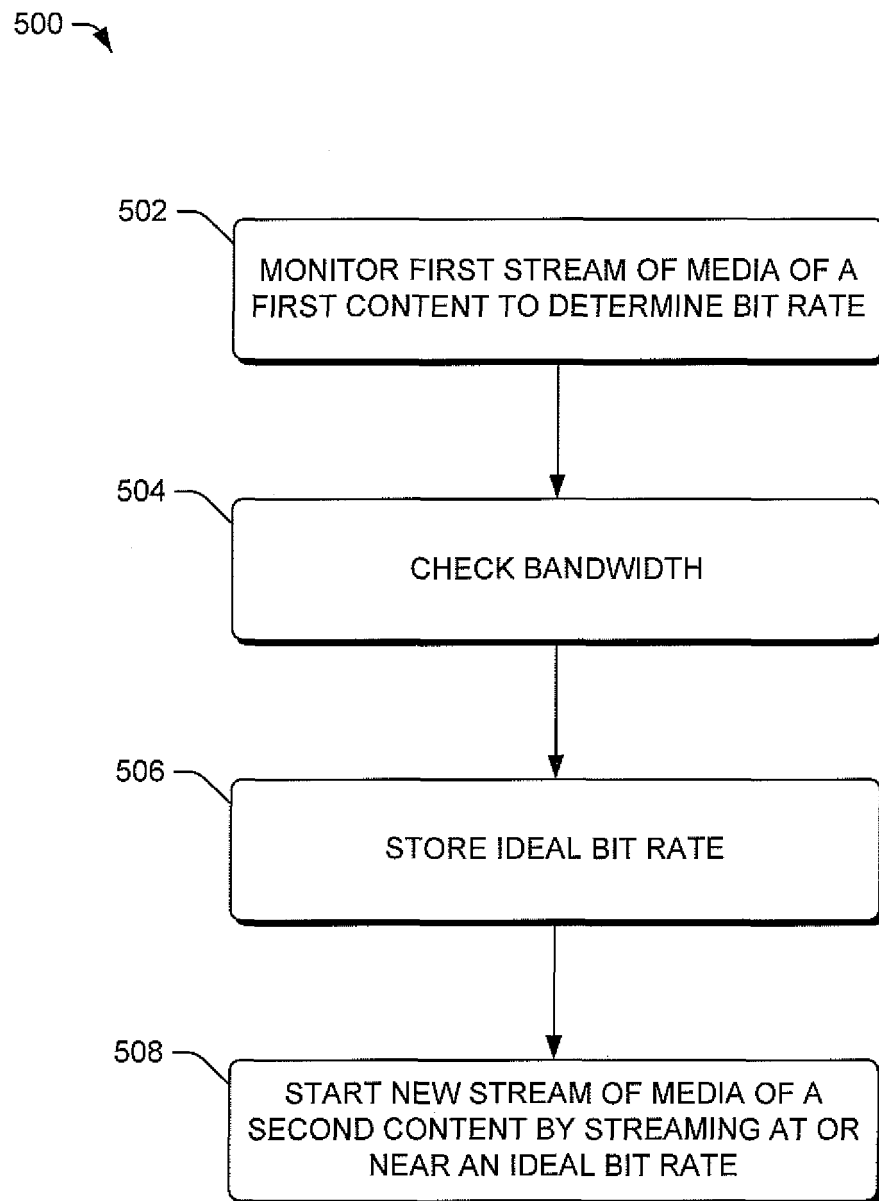 500
502
MONITOR FIRST STREAM OF MEDIA OF A
FIRST CONTENT TO DETERMINE BIT RATE
504
CHECK BANDWIDTH
506
STORE IDEAL BIT RATE
508
START NEW STREAM OF MEDIA OF A
SECOND CONTENT BY STREAMING AT OR
NEAR AN IDEAL BIT RATE